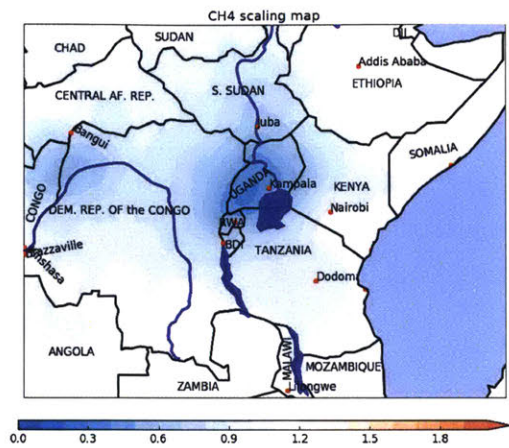 CH4 scaling map
SUDAN
CHAD
Addis Ababa
ETHIOPIA
CENTRAL AF. REP.
S. SUDAN
Juba
Bangui
SOMALIA
UGANDA
Kampala
KENYA
CONGO
DEM. REP. OF the CONGO
Nairobi
RWA
BDI
TANZANIA
Brazzaville
Kinshasa
Dodoma
ANGOLA
MALAWI
MOZAMBIQUE
ZAMBIA
Lilongwe
0.0 0.3 0.6 0.9 1.2 1.5 1.8